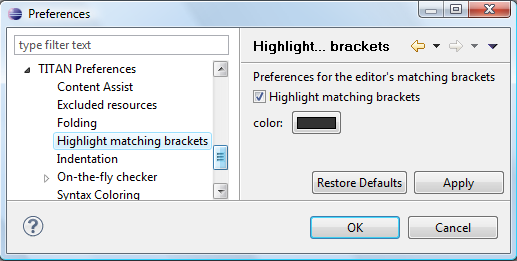 Preferences
type filter text
TITAN Preferences
Content Assist
Excluded resources
Folding
Highlight matching brackets
Indentation
On-the-fly checker
Syntax Coloring
Highlight... brackets
Preferences for the editor's matching brackets
Highlight matching brackets
color:
Restore Defaults
Apply
?
OK
Cancel